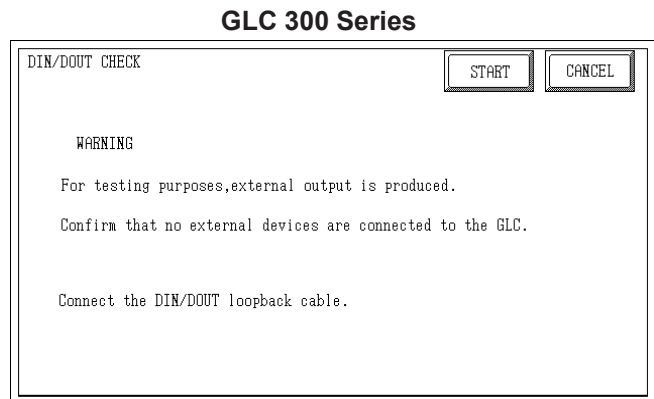 GLC 300 Series
DIN/DOUT CHECK
START
CANCEL
WARNING
For testing purposes,external output is produced.
Confirm that no external devices are connected to the GLC.
Connect the DIN/DOUT loopback cable.